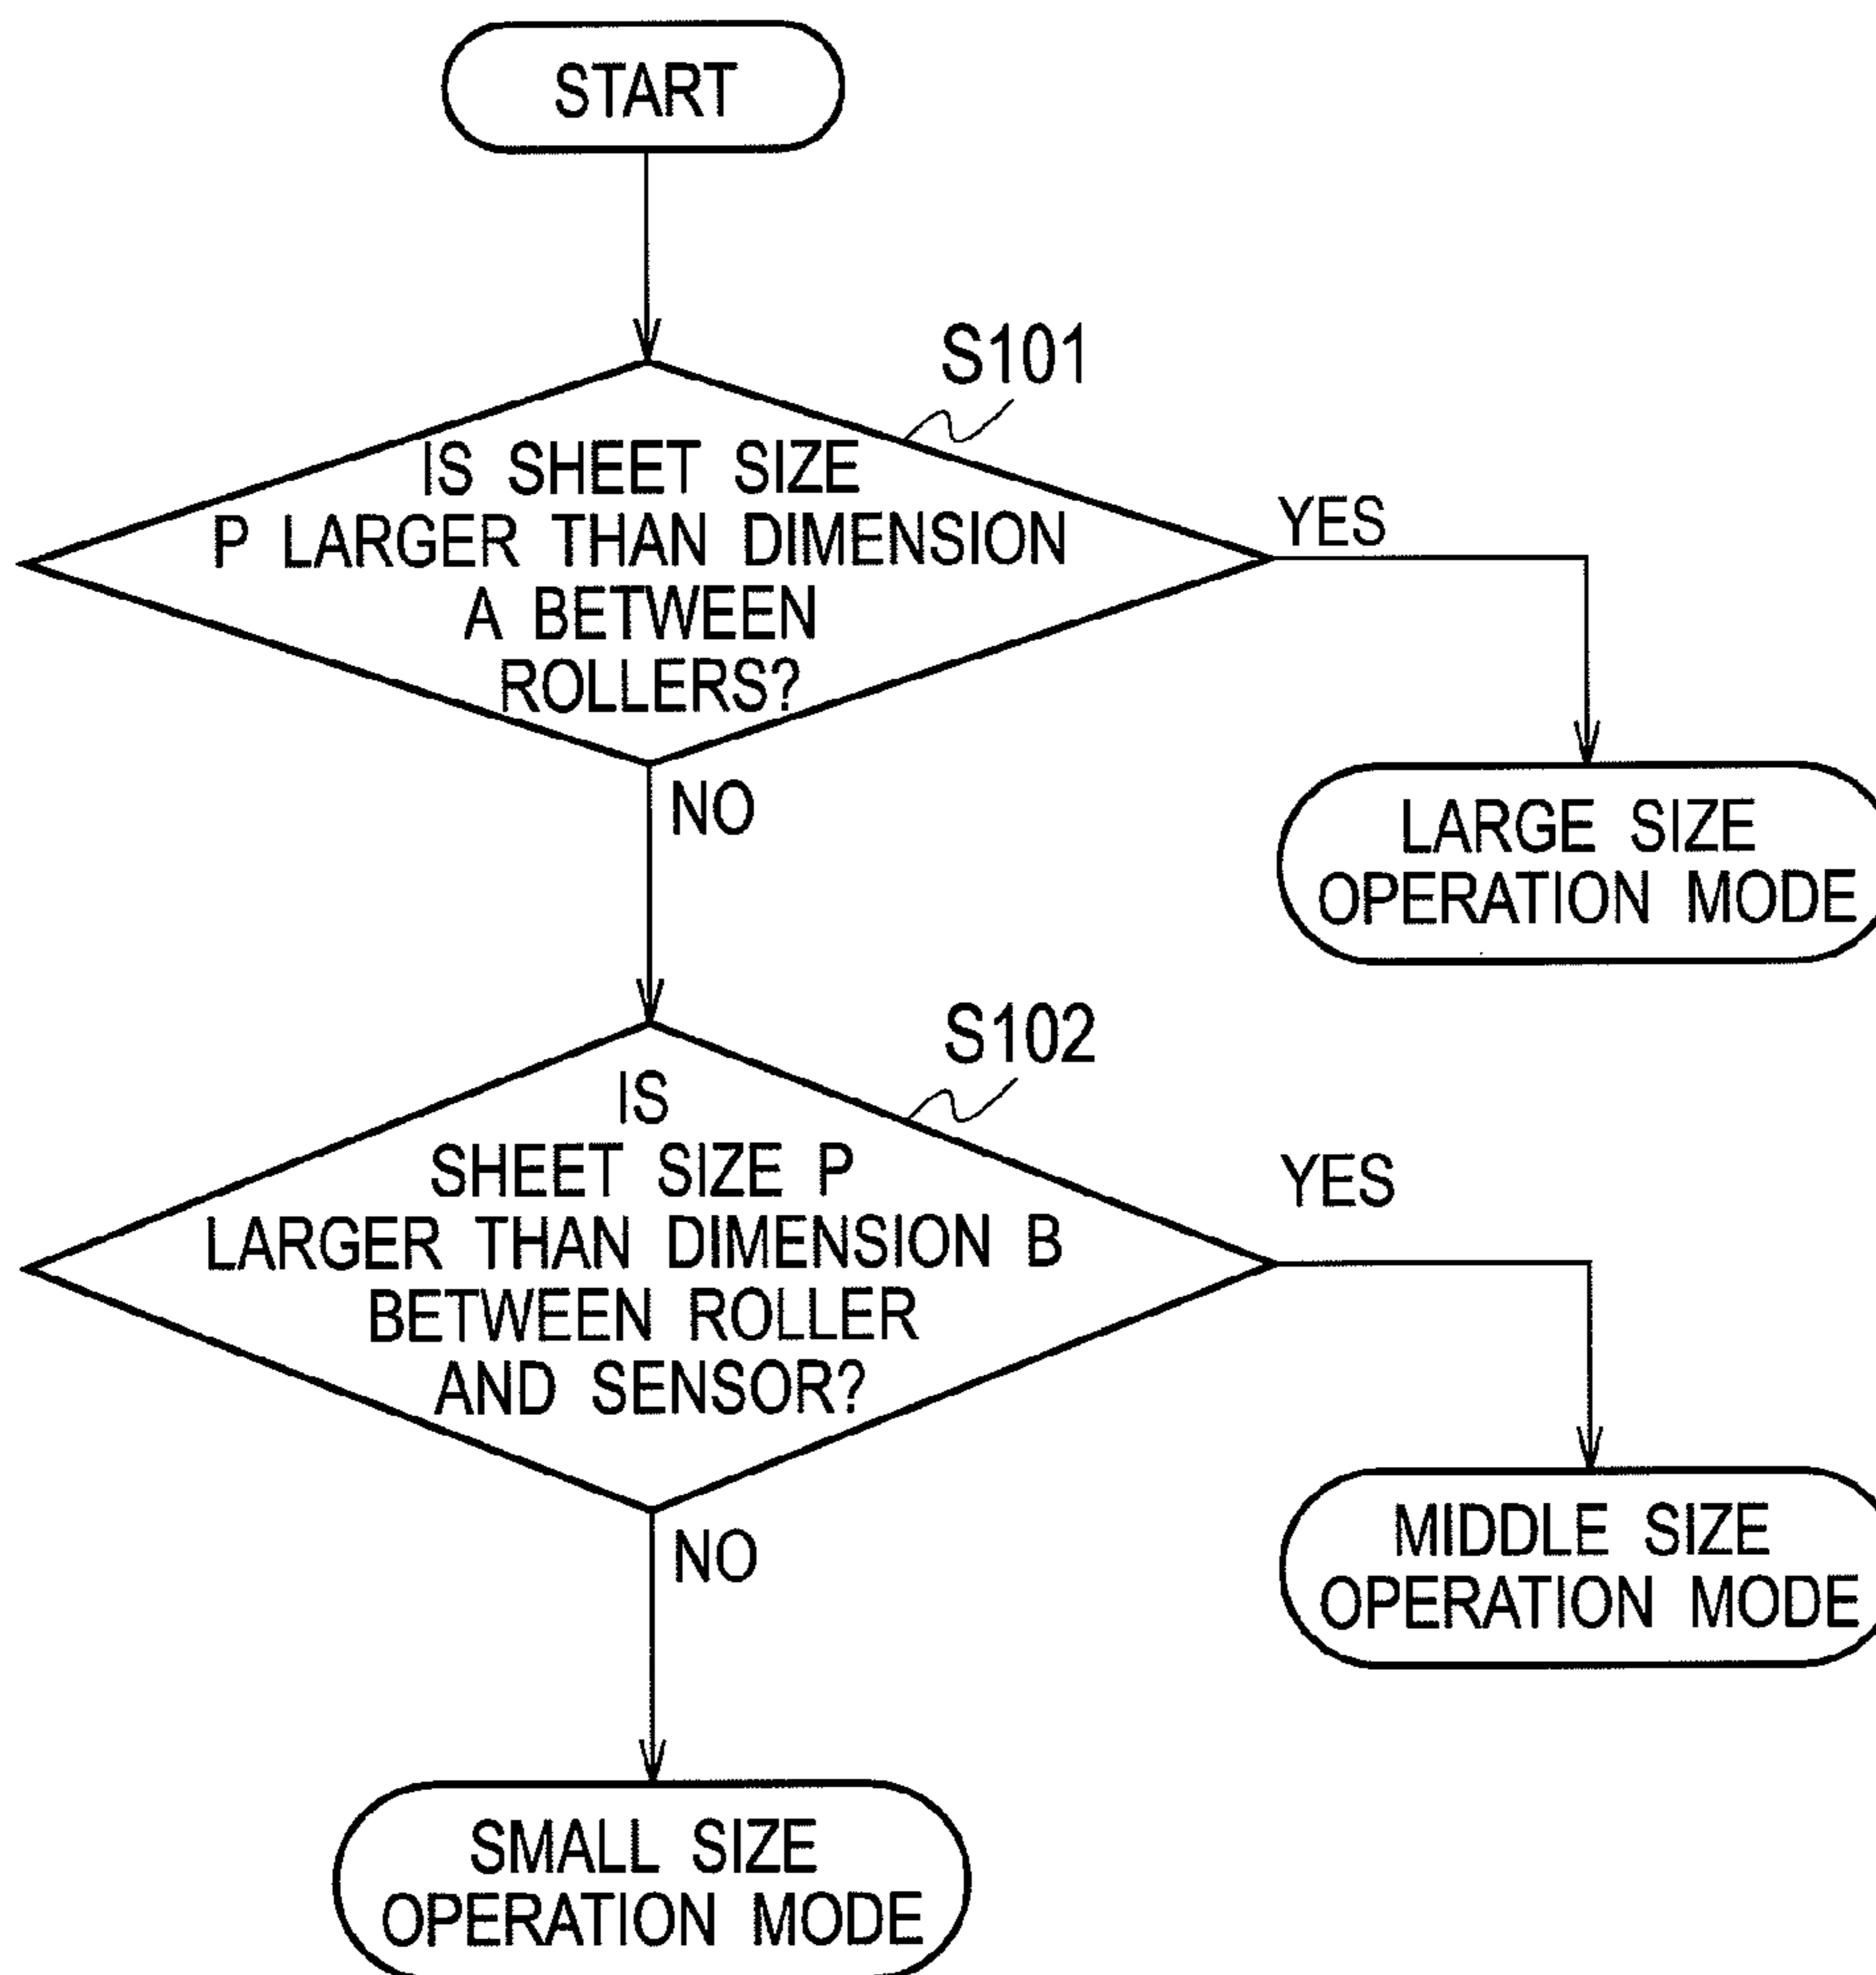 START
S101
IS SHEET SIZE
P LARGER THAN DIMENSION
A BETWEEN
ROLLERS?
YES
NO
LARGE SIZE
OPERATION MODE
S102
IS
SHEET SIZE P
LARGER THAN DIMENSION B
BETWEEN ROLLER
AND SENSOR?
YES
NO
MIDDLE SIZE
OPERATION MODE
SMALL SIZE
OPERATION MODE